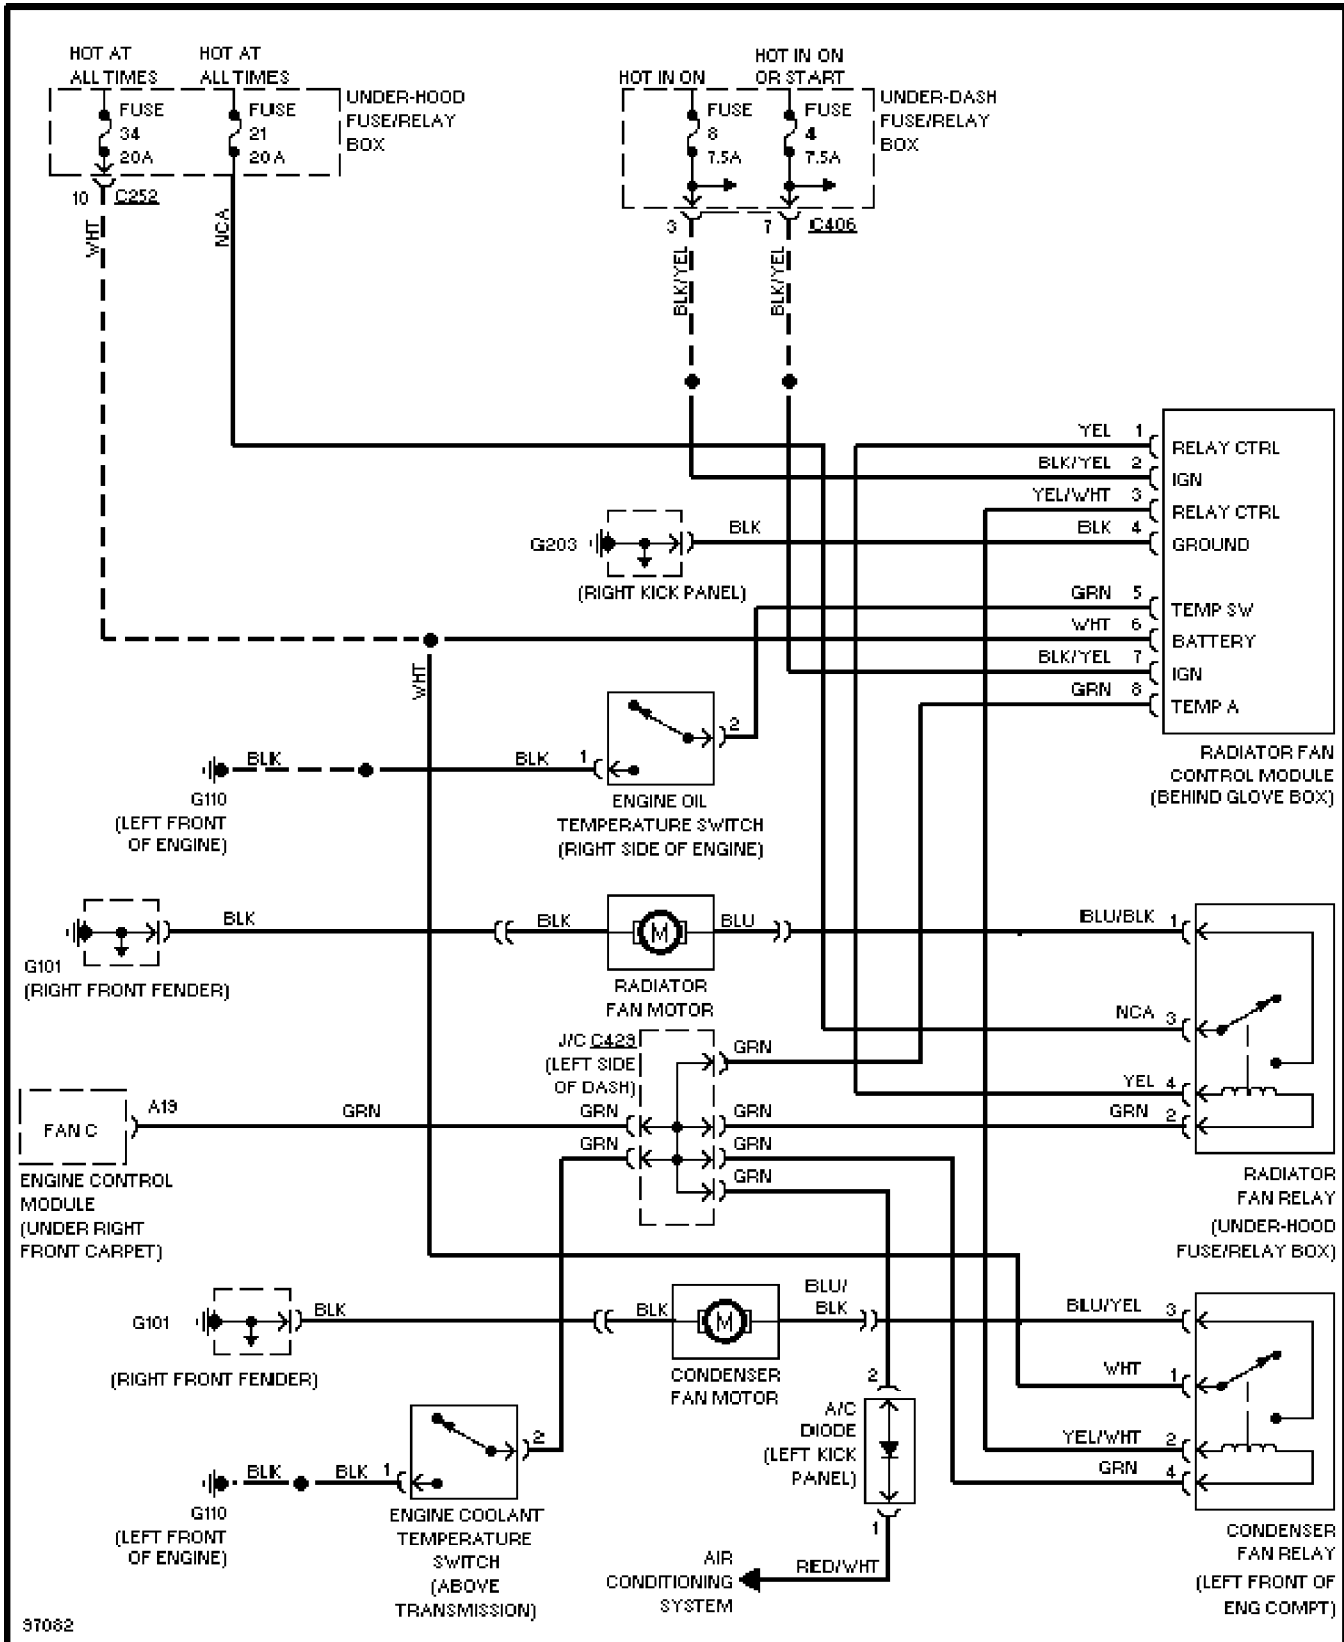 HOT AT
ALL TIMES
HOT AT
ALL TIMES
HOT IN ON
HOT IN ON
OR START
FUSE
34
20A
FUSE
21
20A
UNDER-HOOD
FUSE/RELAY
BOX
FUSE
8
7.5A
FUSE
4
7.5A
UNDER-DASH
FUSE/RELAY
BOX
10
C252
WHT
NCA
3
7
C406
BLK/YEL
BLK/YEL
YEL 1
RELAY CTRL
BLK/YEL 2
IGN
YEL/WHT 3
RELAY CTRL
BLK
BLK 4
GROUND
G203
(RIGHT KICK PANEL)
GRN 5
TEMP SW
WHT 6
BATTERY
BLK/YEL 7
IGN
GRN 8
TEMP A
WHT
2
RADIATOR FAN
CONTROL MODULE
(BEHIND GLOVE BOX)
BLK
BLK 1
G110
(LEFT FRONT
OF ENGINE)
ENGINE OIL
TEMPERATURE SWITCH
(RIGHT SIDE OF ENGINE)
BLK
BLK
M
BLU
BLU/BLK 1
G101
(RIGHT FRONT FENDER)
RADIATOR
FAN MOTOR
NCA 3
J/C C423
(LEFT SIDE
OF DASH)
GRN
YEL 4
A19
GRN
GRN
GRN
GRN 2
FAN C
GRN
GRN
GRN
ENGINE CONTROL
MODULE
(UNDER RIGHT
FRONT CARPET)
RADIATOR
FAN RELAY
(UNDER-HOOD
FUSE/RELAY BOX)
BLK
BLK
M
BLU/
BLK
BLU/YEL 3
G101
(RIGHT FRONT FENDER)
CONDENSER
FAN MOTOR
WHT 1
2
A/C
DIODE
(LEFT KICK
PANEL)
2
YEL/WHT 2
GRN 4
BLK
BLK 1
G110
(LEFT FRONT
OF ENGINE)
ENGINE COOLANT
TEMPERATURE
SWITCH
(ABOVE
TRANSMISSION)
1
AIR
CONDITIONING
SYSTEM
RED/WHT
CONDENSER
FAN RELAY
(LEFT FRONT OF
ENG COMPT)
97082